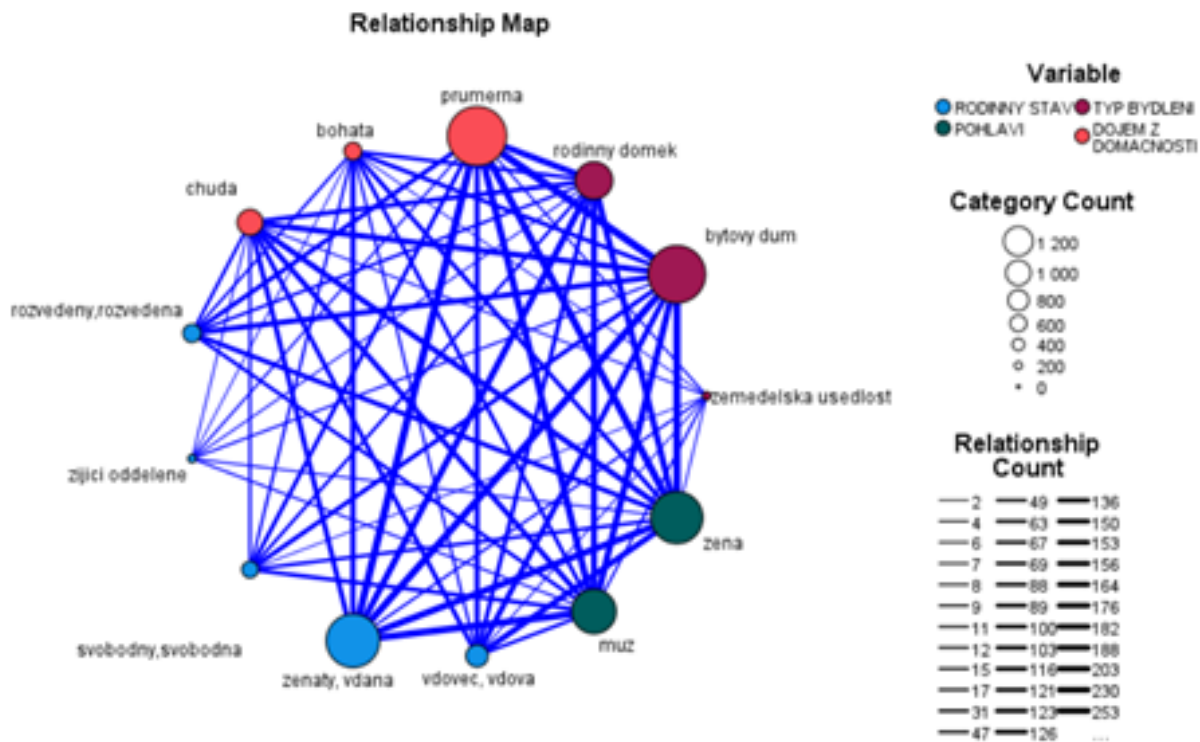 Relationship Map
prumerna
bohata
rodinny domek
chuda
bytovy dum
rozvedeny,rozvedena
zemedelska usedlost
zijici oddelene
zena
muz
svobodny,svobodna
zenaty, vdana
vdovec, vdova
Variable
RODINNY STAV TYP BYDLENI
POHLAVI DOJEM Z
DOMACNOSTI
Category Count
1 200
1 000
800
600
400
200
0
Relationship
Count
2 49 136
4 63 150
6 67 153
7 69 156
8 88 164
9 89 176
11 100 182
12 103 188
15 116 203
17 121 230
31 123 253
47 126 ...